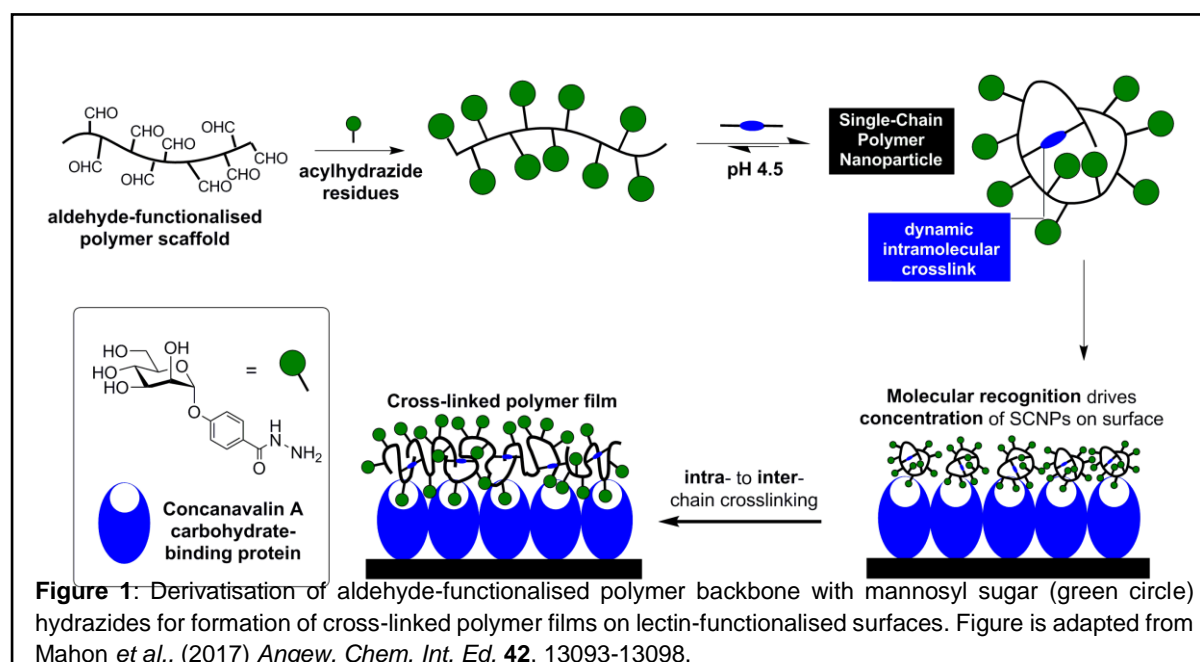 CHO
CHO
CHO
CHO
CHO
CHO
CHO
OHC
OHC
OHC
CHO
CHO
aldehyde-functionalised
polymer scaffold
acylhydrazide
residues
pH 4.5
Single-Chain
Polymer
Nanoparticle
dynamic
intramolecular
crosslink
HO
OH
HO
HO
O
O
O
=
H
N
NH2
Concanavalin A
carbohydrate-
binding protein
Cross-linked polymer film
intra- to inter-
chain crosslinking
Molecular recognition drives
concentration of SCNPs on surface
Figure 1: Derivatisation of aldehyde-functionalised polymer backbone with mannosyl sugar (green circle)
hydrazides for formation of cross-linked polymer films on lectin-functionalised surfaces. Figure is adapted from
Mahon et al., (2017) Angew. Chem. Int. Ed. 42, 13093-13098.